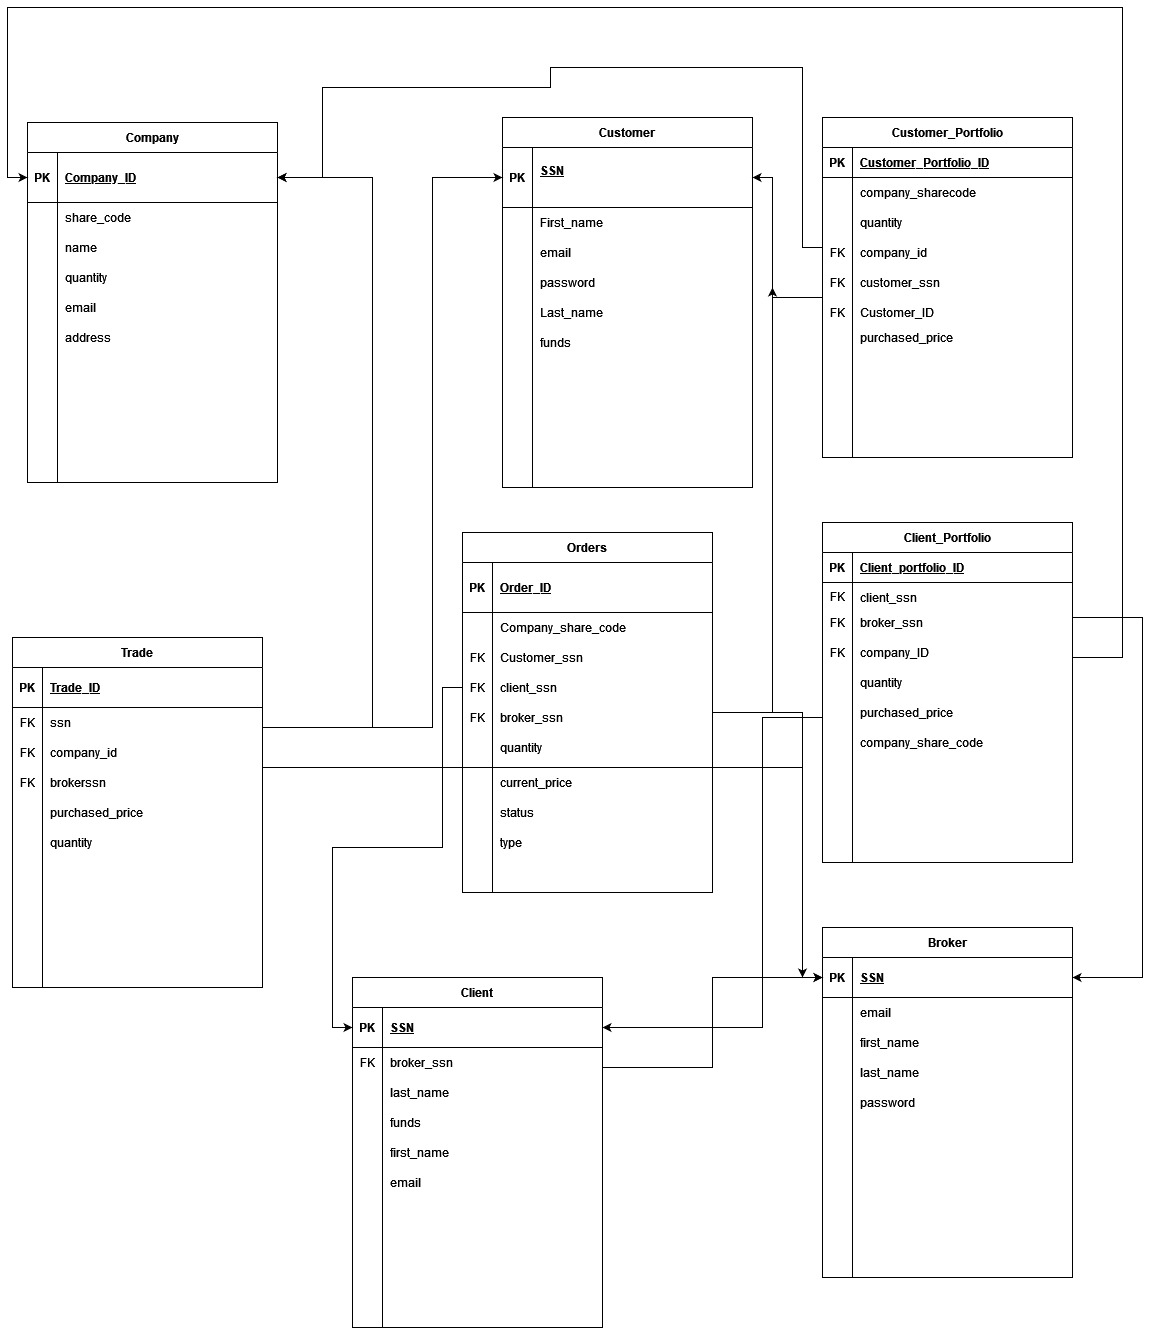 Company
PK Company_ID
share_code
name
quantity
email
address
Customer
PK SSN
First_name
email
password
Last_name
funds
Customer_Portfolio
PK Customer_Portfolio_ID
company_sharecode
quantity
FK company_id
FK customer_ssn
FK Customer_ID
purchased_price
Orders
PK Order_ID
Company_share_code
FK Customer_ssn
FK client_ssn
FK broker_ssn
quantity
current_price
status
type
Client_Portfolio
PK Client_portfolio_ID
FK client_ssn
FK broker_ssn
FK company_ID
quantity
purchased_price
company_share_code
Trade
PK Trade_ID
FK ssn
FK company_id
FK brokerssn
purchased_price
quantity
Client
PK SSN
FK broker_ssn
last_name
funds
first_name
email
Broker
PK SSN
email
first_name
last_name
password